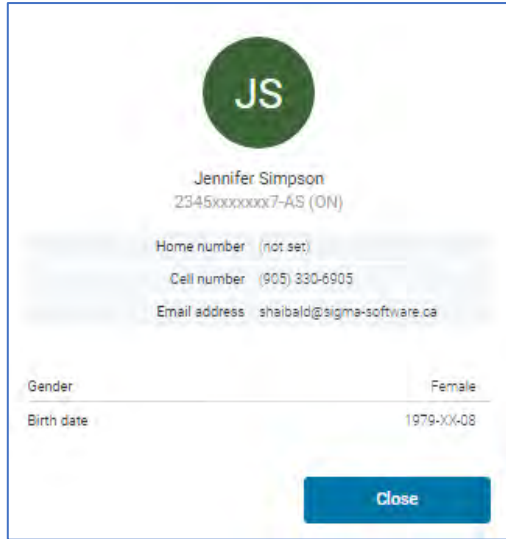 JS
Jennifer Simpson
2345xxxxxxx7-AS (ON)
Home number (not set)
Cell number (905) 330-6905
Email address shaibald@sigma-software.ca
Gender Female
Birth date 1979-XX-08
Close